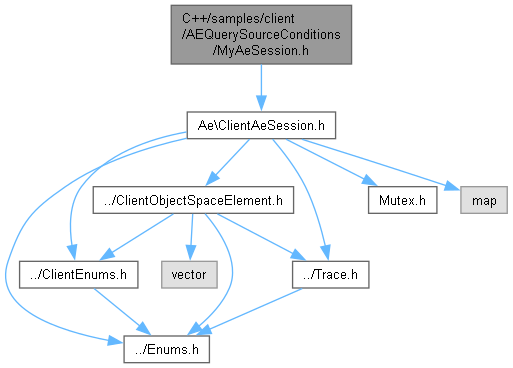 C++/samples/client
/AEQuerySourceConditions
/MyAeSession.h
Ae\ClientAeSession.h
../ClientObjectSpaceElement.h
Mutex.h
map
../ClientEnums.h
vector
../Trace.h
../Enums.h